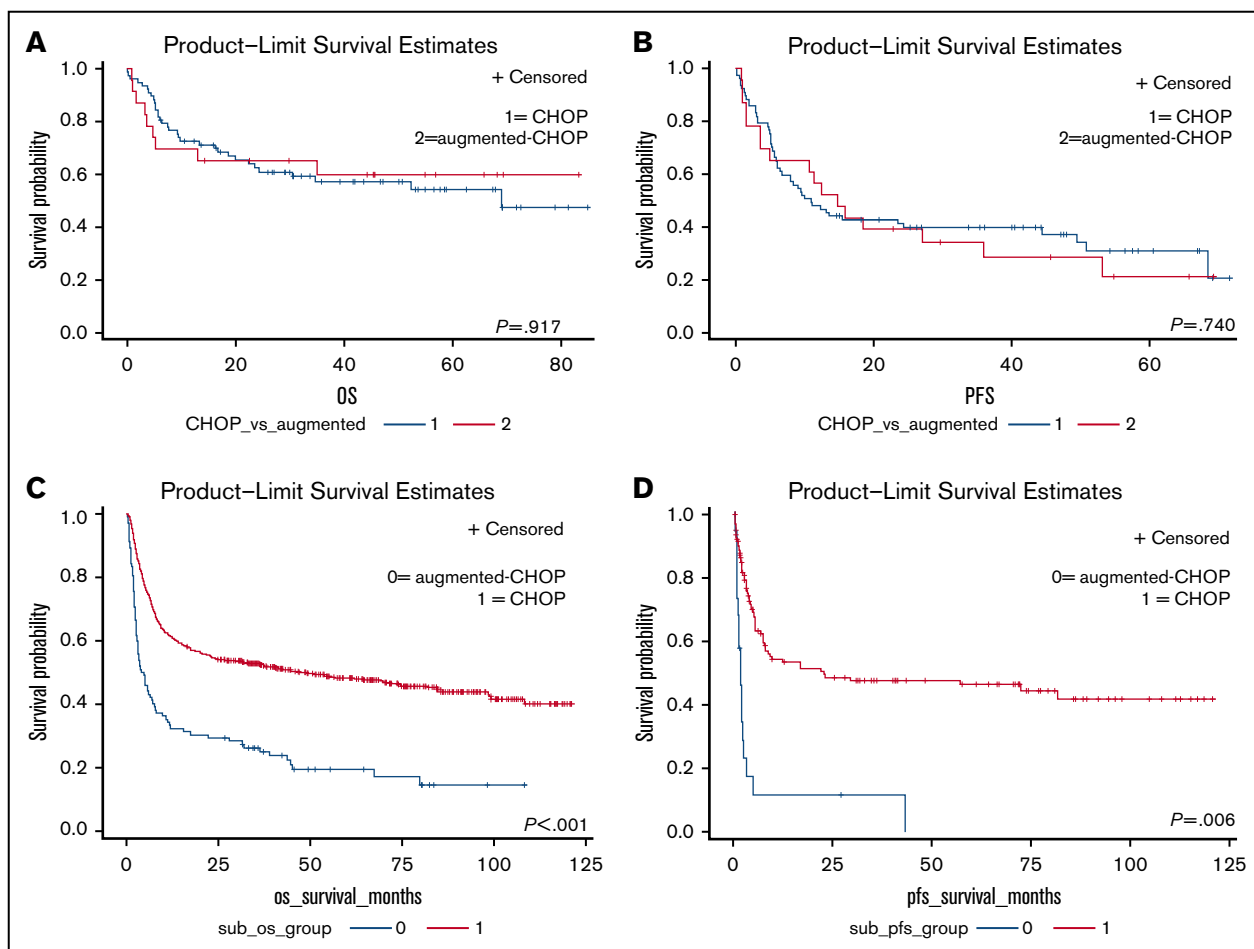 A
Product–Limit Survival Estimates
+ Censored
1= CHOP
2=augmented-CHOP
Survival probability
1.0
0.8
0.6
0.4
0.2
0.0
P=.917
0 20 40 60 80
OS
CHOP_vs_augmented 1 2
B
Product–Limit Survival Estimates
+ Censored
1= CHOP
2=augmented-CHOP
Survival probability
1.0
0.8
0.6
0.4
0.2
0.0
P=.740
0 20 40 60
PFS
CHOP_vs_augmented 1 2
C
Product–Limit Survival Estimates
+ Censored
0= augmented-CHOP
1 = CHOP
Survival probability
1.0
0.8
0.6
0.4
0.2
0.0
P<.001
0 25 50 75 100 125
os_survival_months
sub_os_group 0 1
D
Product–Limit Survival Estimates
+ Censored
0= augmented-CHOP
1 = CHOP
Survival probability
1.0
0.8
0.6
0.4
0.2
0.0
P=.006
0 25 50 75 100 125
pfs_survival_months
sub_pfs_group 0 1